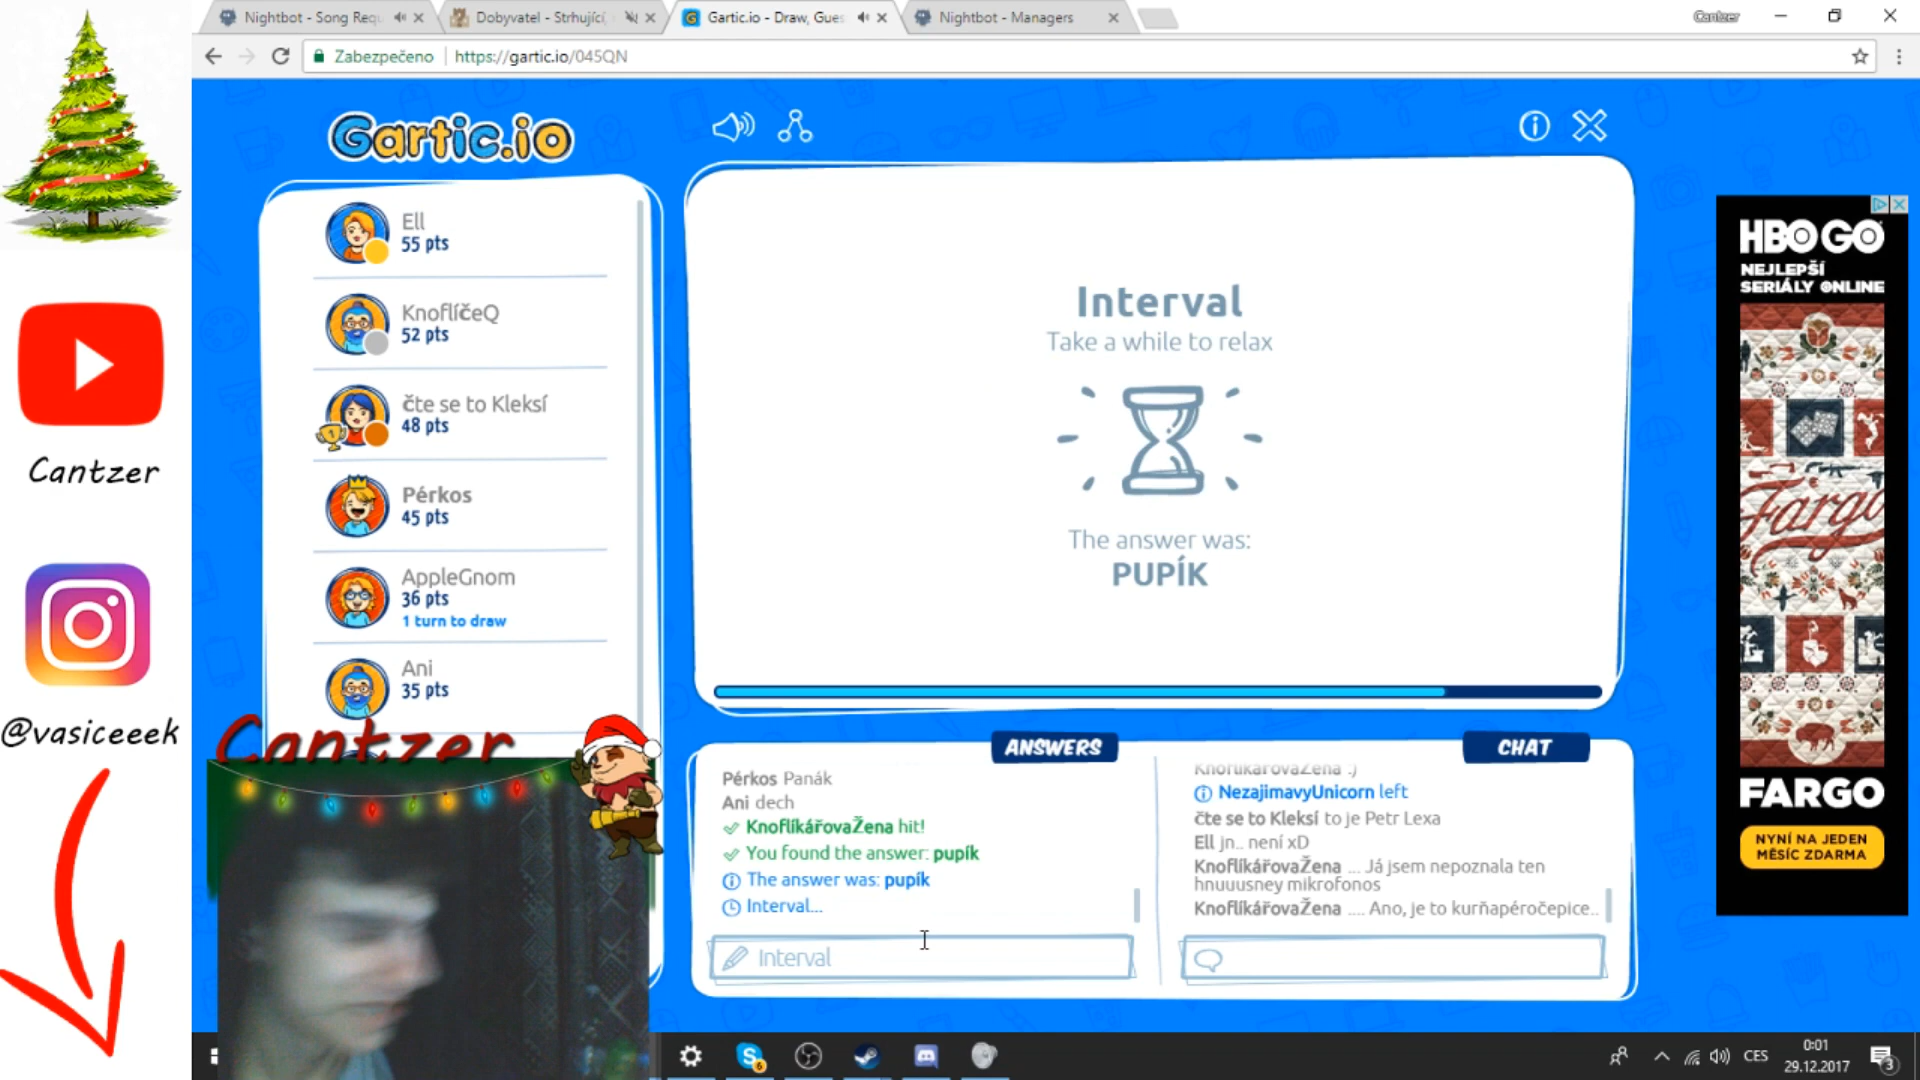 Nightbot - Song Requ
Dobyvatel - Strhující,
Gartic.io - Draw, Gues
Nightbot - Managers
Cantzer
Zabezpečeno
https://gartic.io/045QN
Gartic.io
Ell
55 pts
KnoflíčeQ
52 pts
čte se to Kleksí
48 pts
Pérkos
45 pts
AppleGnom
36 pts
1 turn to draw
Ani
35 pts
Interval
Take a while to relax
The answer was:
PUPÍK
ANSWERS
Pérkos Panák
Ani dech
KnoflíkářovaŽena hit!
You found the answer: pupík
The answer was: pupík
Interval...
Interval
CHAT
KnoflíkářovaŽena :)
NezajimavyUnicorn left
čte se to Kleksí to je Petr Lexa
Ell jn.. není xD
KnoflíkářovaŽena ... Já jsem nepoznala ten
hnuuusney mikrofonos
KnoflíkářovaŽena .... Ano, je to kurňapéročepice..
HBO GO
NEJLEPŠÍ
SERIÁLY ONLINE
Fargo
FARGO
NYNÍ NA JEDEN
MĚSÍC ZDARMA
Cantzer
@vasiceeek
Cantzer
6
CES
0:01
29.12.2017
3